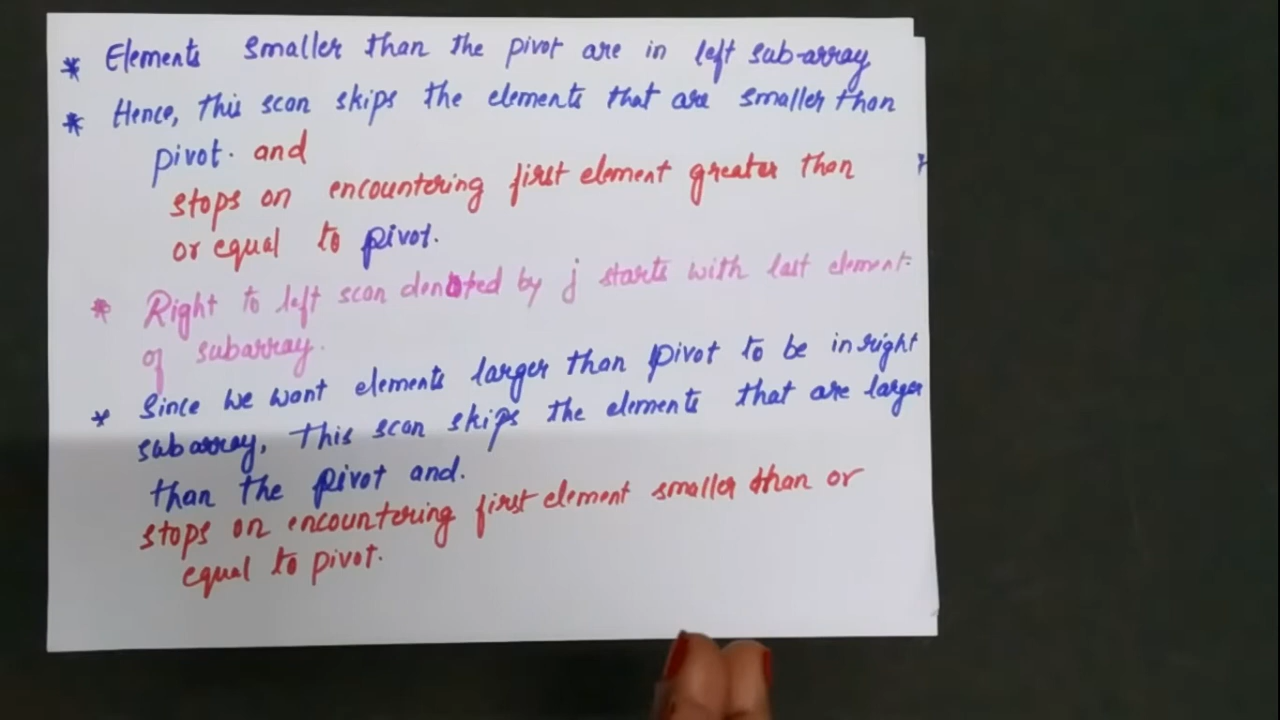 * Elements smaller than the pivot are in left sub-array
* Hence, this scan skips the elements that are smaller than
pivot. and
stops on encountering first element greater than
or equal to pivot.
* Right to left scan denoted by j starts with last element
of subarray.
* Since we want elements larger than pivot to be in right
subarray, this scan skips the elements that are larger
than the pivot and.
stops on encountering first element smaller than or
equal to pivot.